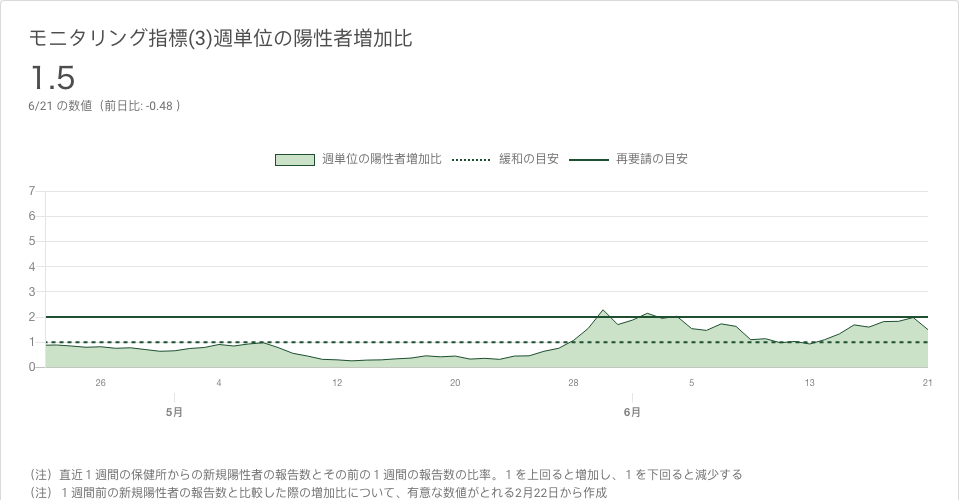 モニタリング指標(3)週単位の陽性者増加比
1.5
6/21 の数値（前日比: -0.48 ）
週単位の陽性者増加比 緩和の目安 再要請の目安
7
6
5
4
3
2
1
0
26 4 12 20 28 5 13 21
5月 6月
（注）直近１週間の保健所からの新規陽性者の報告数とその前の１週間の報告数の比率。１を上回ると増加し、１を下回ると減少する
（注）１週間前の新規陽性者の報告数と比較した際の増加比について、有意な数値がとれる2月22日から作成